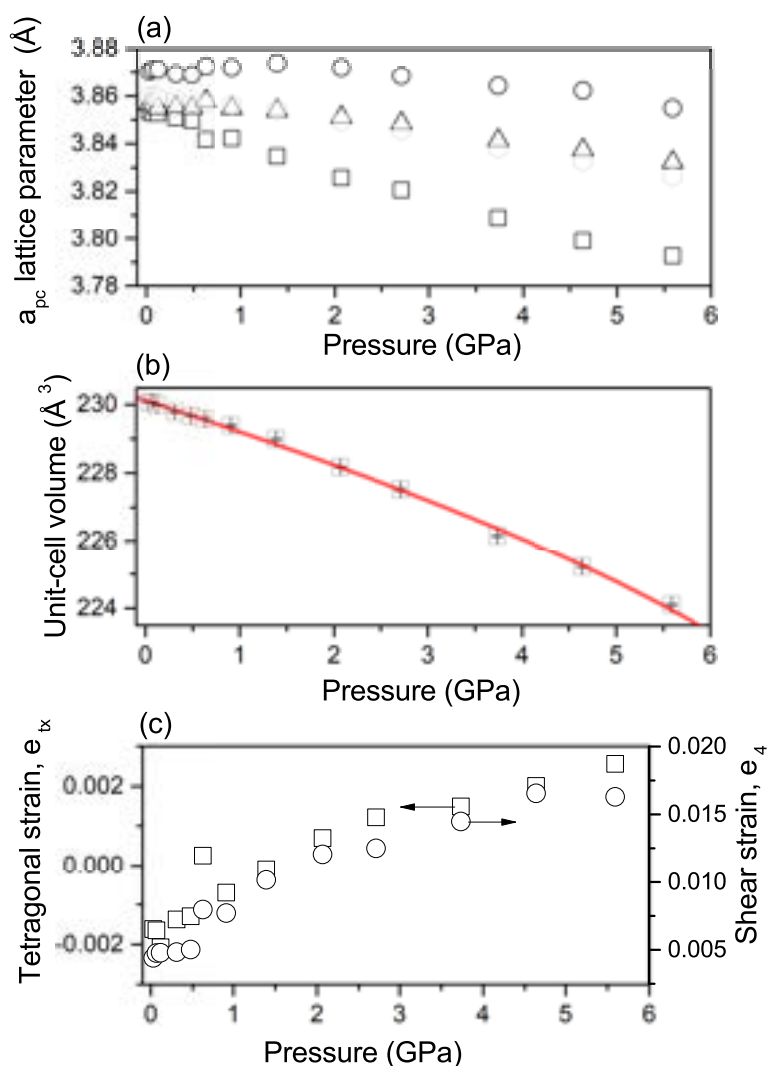 (a)
a pc lattice parameter (Å)
3.88
3.86
3.84
3.82
3.80
3.78
0 1 2 3 4 5 6
Pressure (GPa)
(b)
Unit-cell volume (Å 3)
230
228
226
224
0 1 2 3 4 5 6
Pressure (GPa)
(c)
Tetragonal strain, e tx
0.002
0.000
-0.002
0.020
0.015
0.010
0.005
Shear strain, e 4
0 1 2 3 4 5 6
Pressure (GPa)